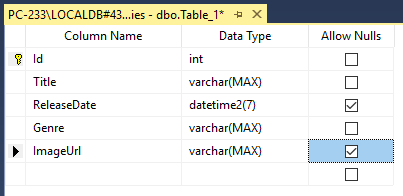 PC-233\LOCALDB#43...ies - dbo.Table_1*
Column Name Data Type Allow Nulls
Id int
Title varchar(MAX)
ReleaseDate datetime2(7)
Genre varchar(MAX)
ImageUrl varchar(MAX)